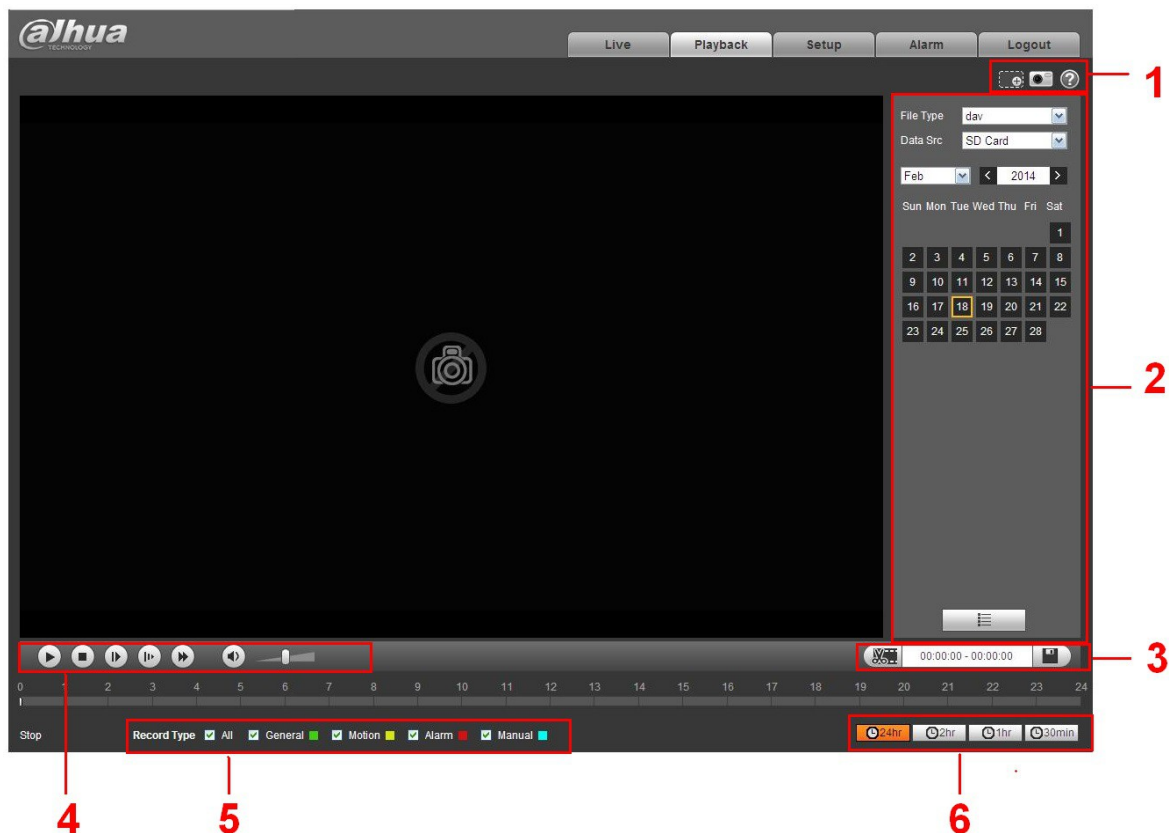 alhua
TECHNOLOGY
Live Playback Setup Alarm Logout
1
File Type dav
Data Src SD Card
Feb < 2014 >
Sun Mon Tue Wed Thu Fri Sat
1
2 3 4 5 6 7 8
9 10 11 12 13 14 15
16 17 18 19 20 21 22
23 24 25 26 27 28
2
00:00:00 - 00:00:00
3
0 1 2 3 4 5 6 7 8 9 10 11 12 13 14 15 16 17 18 19 20 21 22 23 24
Stop Record Type All General Motion Alarm Manual 24hr 2hr 1hr 30min
4 5 6